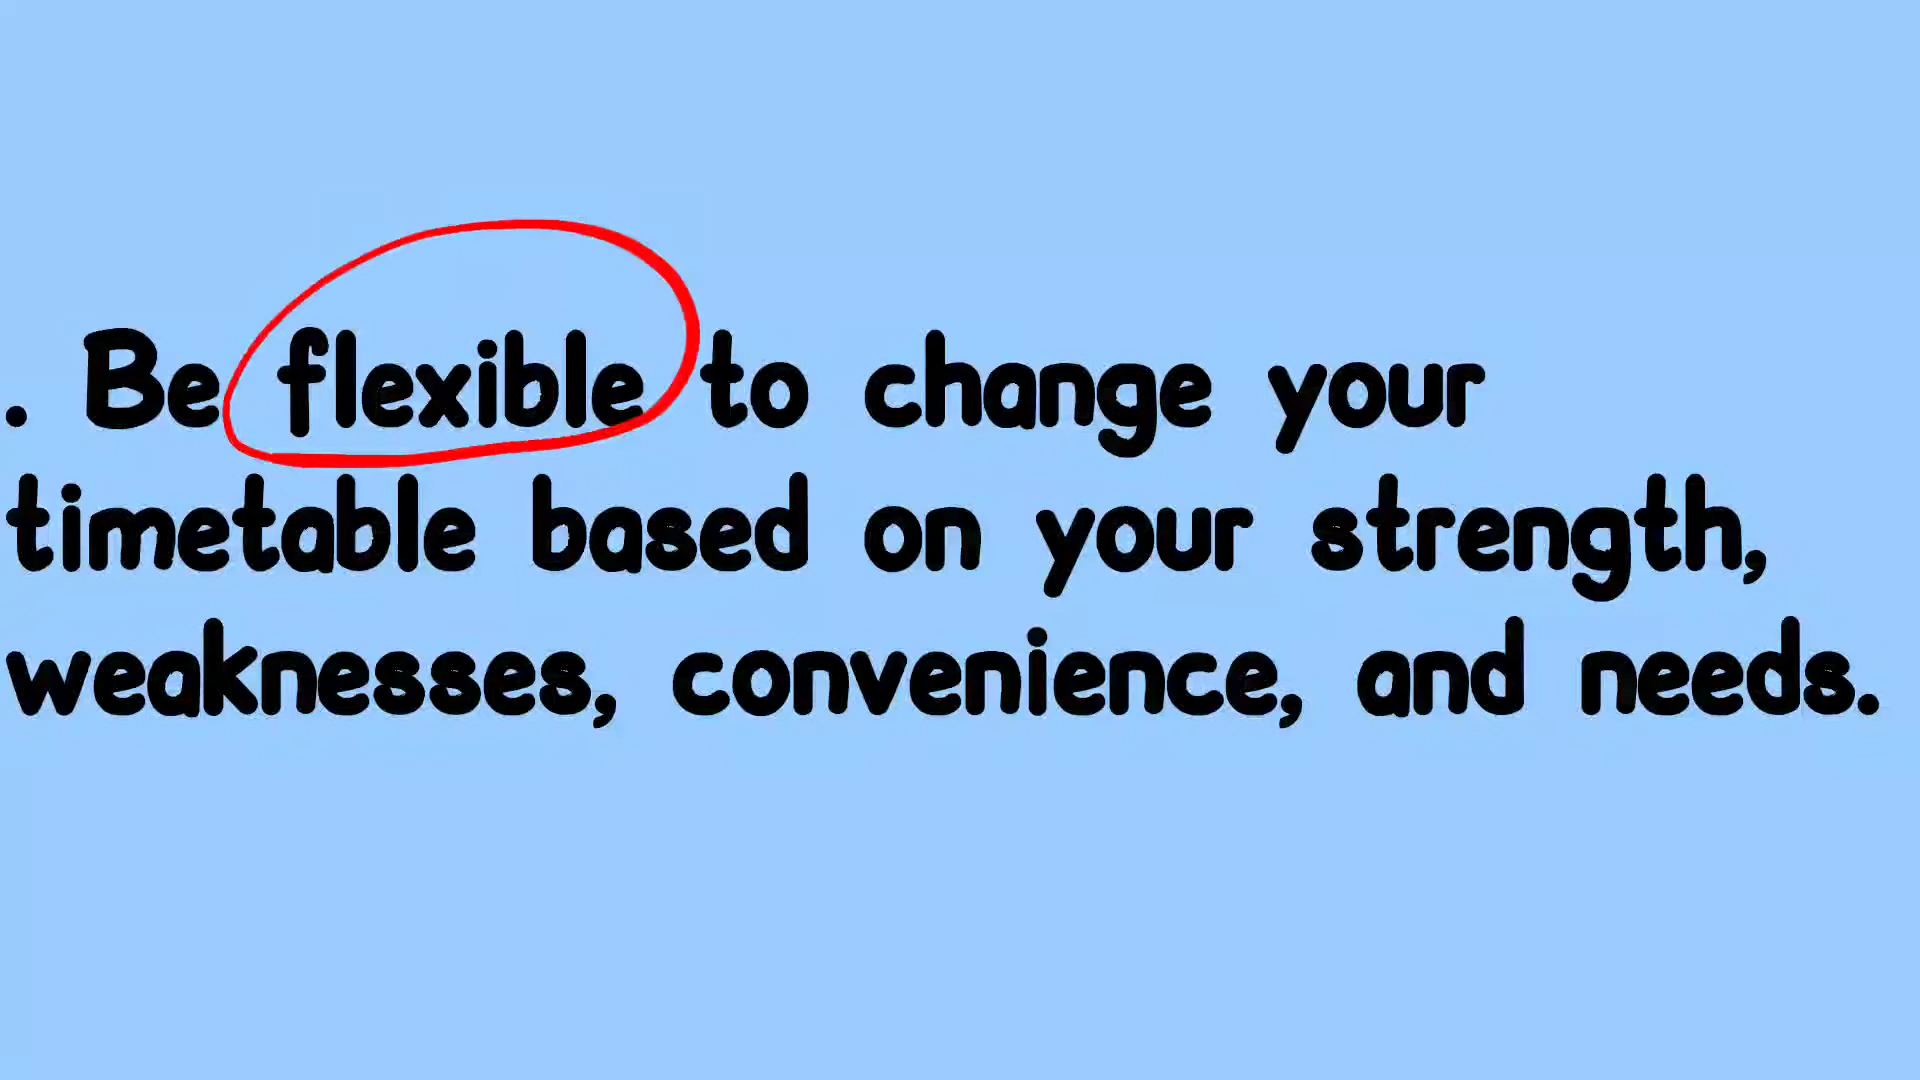 . Be flexible to change your
timetable based on your strength,
weaknesses, convenience, and needs.